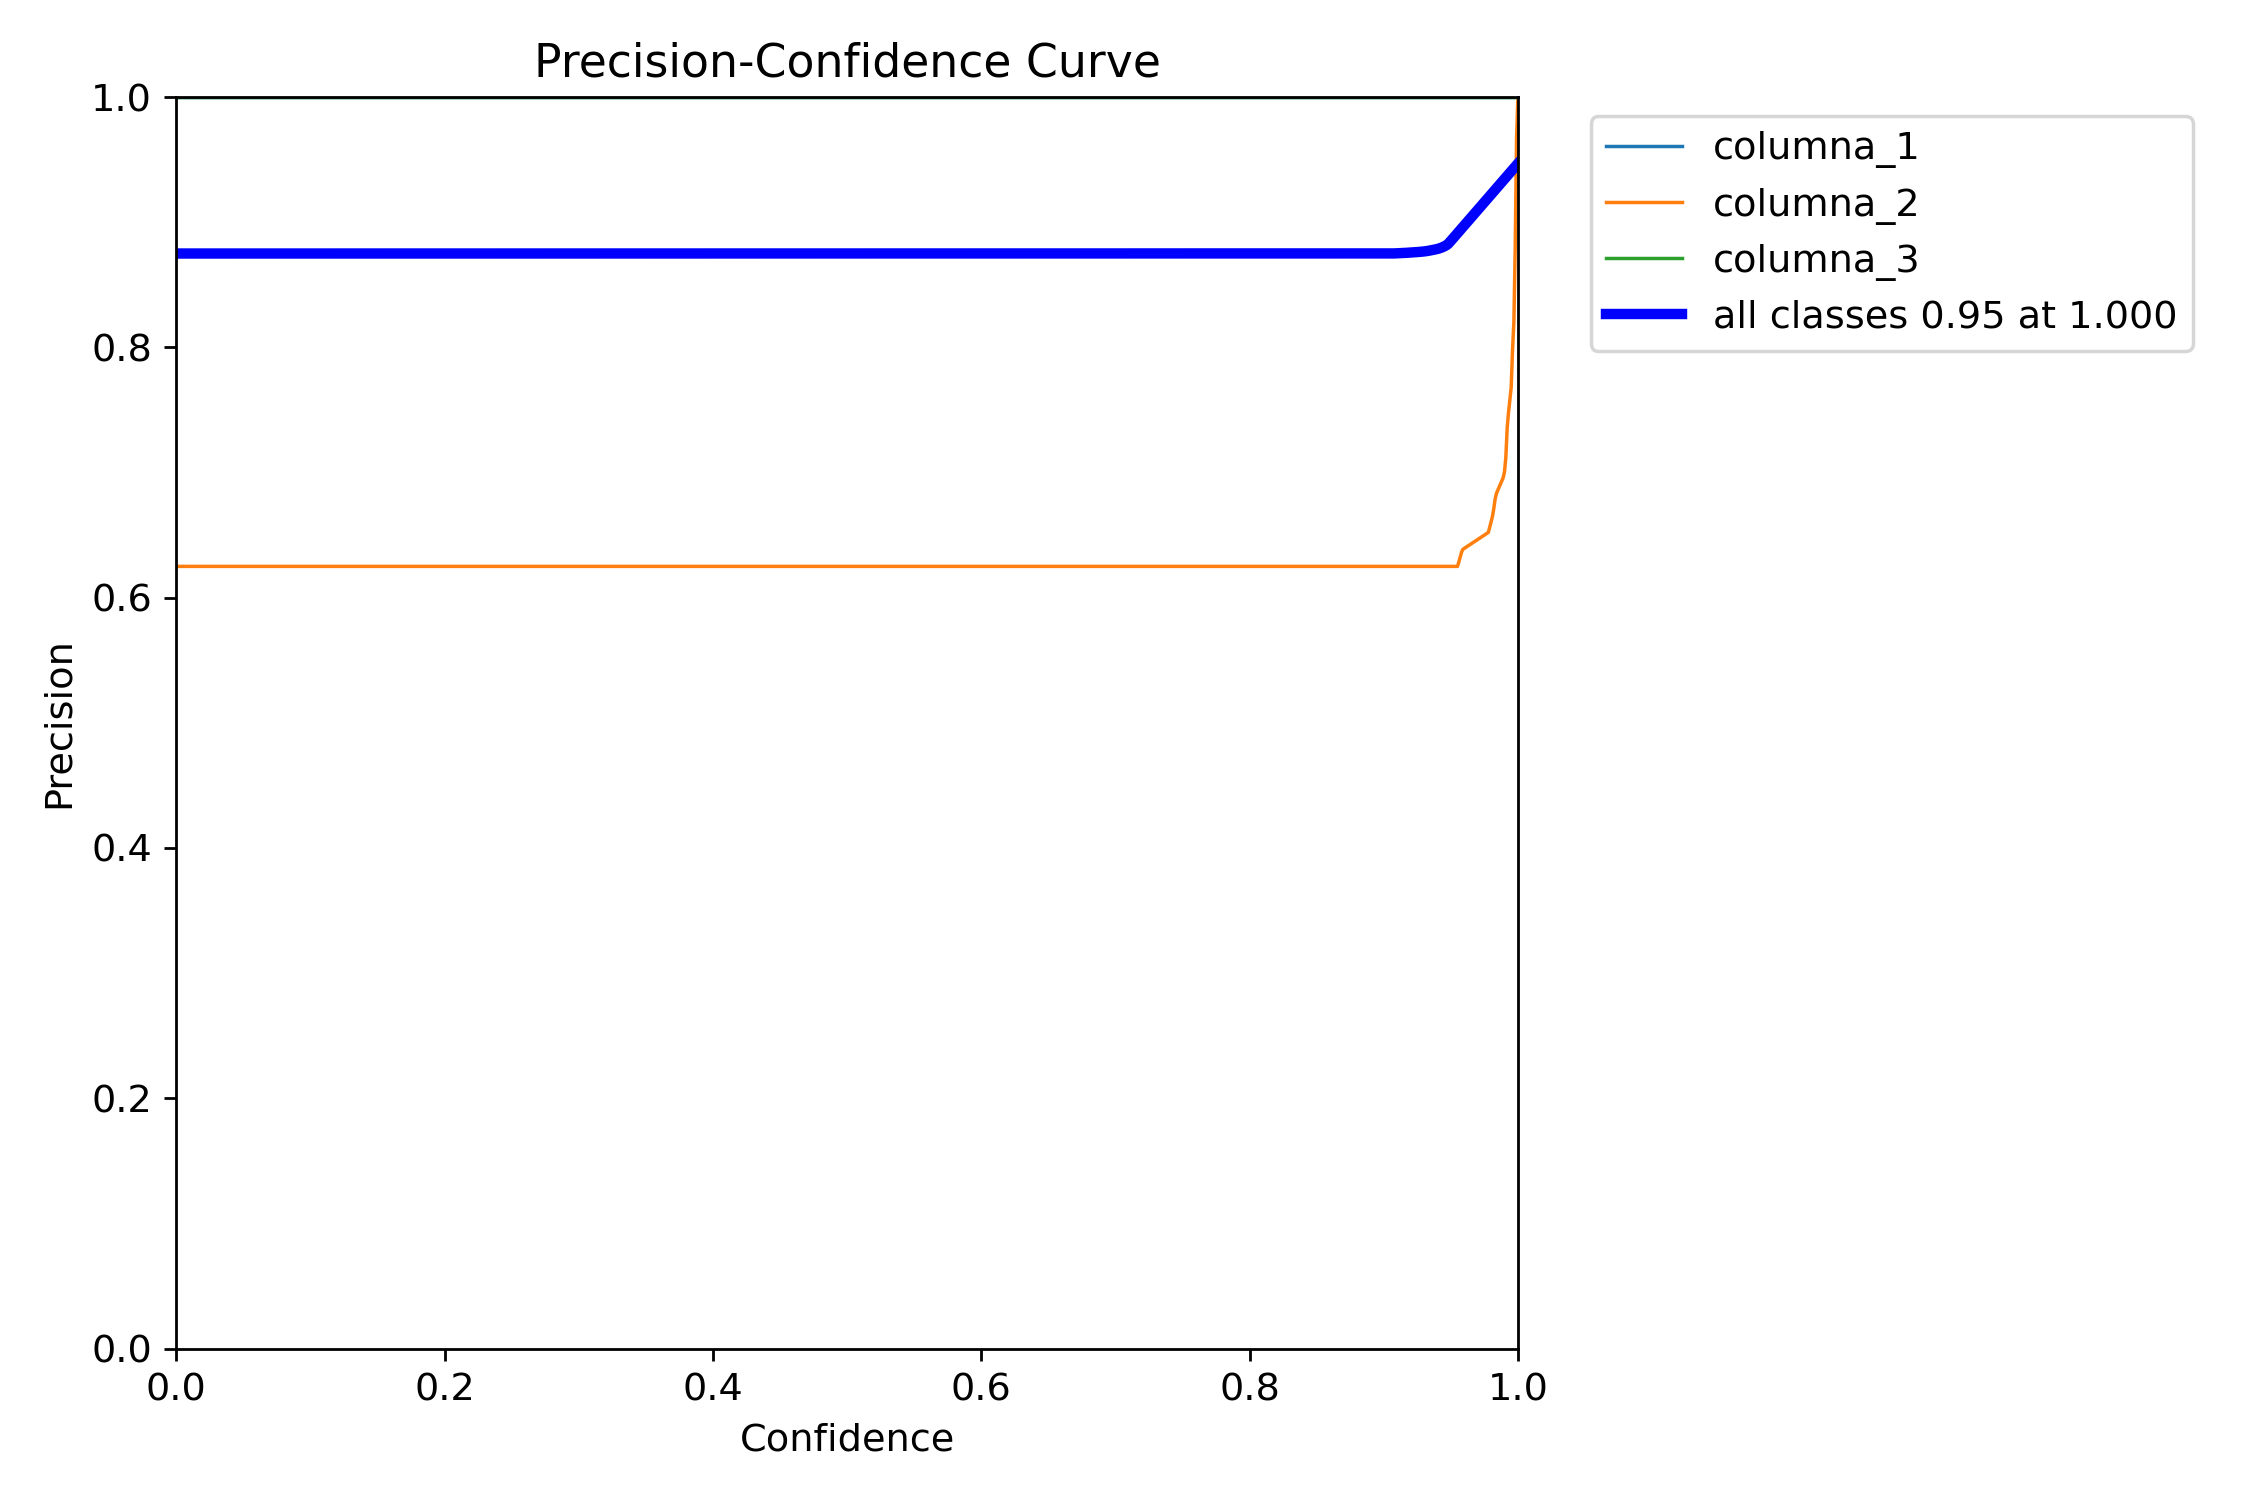 Precision-Confidence Curve
1.0
0.8
0.6
0.4
0.2
0.0
Precision
0.0 0.2 0.4 0.6 0.8 1.0
Confidence
columna_1
columna_2
columna_3
all classes 0.95 at 1.000